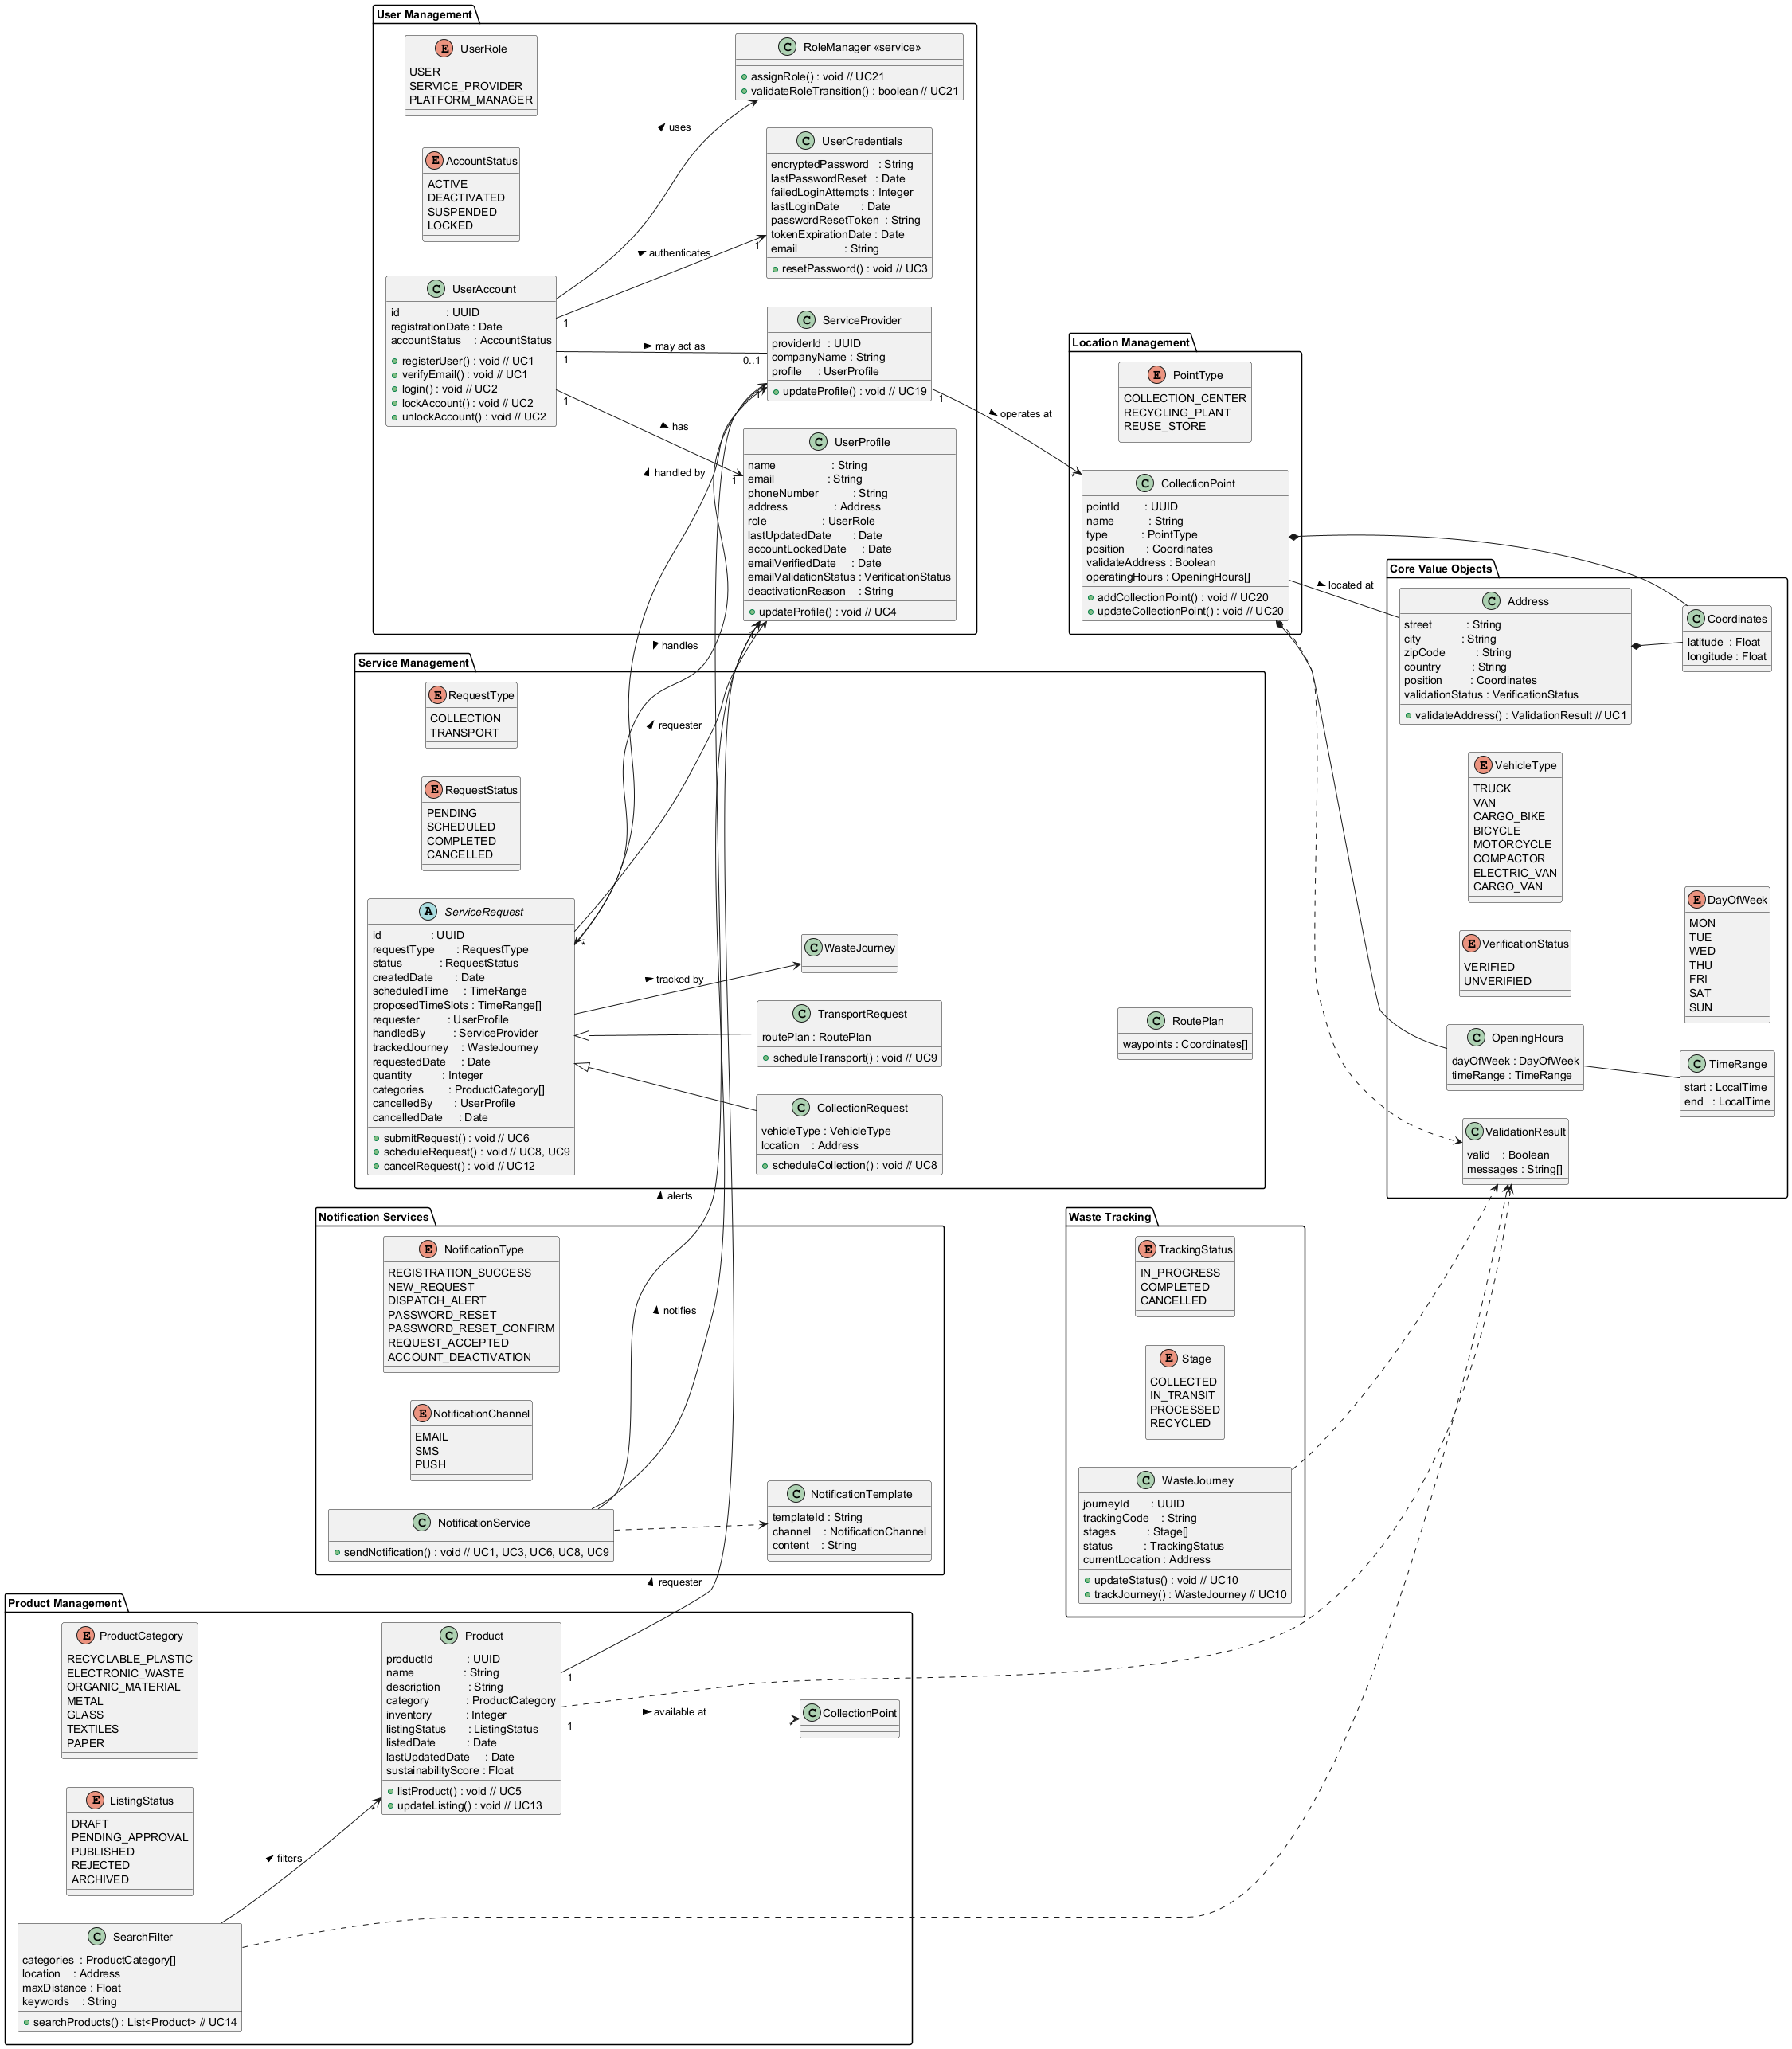 User Management
UserRole
USER
SERVICE_PROVIDER
PLATFORM_MANAGER
AccountStatus
ACTIVE
DEACTIVATED
SUSPENDED
LOCKED
UserAccount
id : UUID
registrationDate : Date
accountStatus : AccountStatus
registerUser() : void // UC1
verifyEmail() : void // UC1
login() : void // UC2
lockAccount() : void // UC2
unlockAccount() : void // UC2
RoleManager «service»
assignRole() : void // UC21
validateRoleTransition() : boolean // UC21
UserCredentials
encryptedPassword : String
lastPasswordReset : Date
failedLoginAttempts : Integer
lastLoginDate : Date
passwordResetToken : String
tokenExpirationDate : Date
email : String
resetPassword() : void // UC3
ServiceProvider
providerId : UUID
companyName : String
profile : UserProfile
updateProfile() : void // UC19
UserProfile
name : String
email : String
phoneNumber : String
address : Address
role : UserRole
lastUpdatedDate : Date
accountLockedDate : Date
emailVerifiedDate : Date
emailValidationStatus : VerificationStatus
deactivationReason : String
updateProfile() : void // UC4
uses
authenticates
1
1
may act as
1
0..1
has
1
1
handled by
1
operates at
1
*
handles
requester
1
Location Management
PointType
COLLECTION_CENTER
RECYCLING_PLANT
REUSE_STORE
CollectionPoint
pointId : UUID
name : String
type : PointType
position : Coordinates
validateAddress : Boolean
operatingHours : OpeningHours[]
addCollectionPoint() : void // UC20
updateCollectionPoint() : void // UC20
located at
Core Value Objects
Address
street : String
city : String
zipCode : String
country : String
position : Coordinates
validationStatus : VerificationStatus
validateAddress() : ValidationResult // UC1
Coordinates
latitude : Float
longitude : Float
VehicleType
TRUCK
VAN
CARGO_BIKE
BICYCLE
MOTORCYCLE
COMPACTOR
ELECTRIC_VAN
CARGO_VAN
VerificationStatus
VERIFIED
UNVERIFIED
DayOfWeek
MON
TUE
WED
THU
FRI
SAT
SUN
OpeningHours
dayOfWeek : DayOfWeek
timeRange : TimeRange
TimeRange
start : LocalTime
end : LocalTime
ValidationResult
valid : Boolean
messages : String[]
Service Management
RequestType
COLLECTION
TRANSPORT
RequestStatus
PENDING
SCHEDULED
COMPLETED
CANCELLED
ServiceRequest
id : UUID
requestType : RequestType
status : RequestStatus
createdDate : Date
scheduledTime : TimeRange
proposedTimeSlots : TimeRange[]
requester : UserProfile
handledBy : ServiceProvider
trackedJourney : WasteJourney
requestedDate : Date
quantity : Integer
categories : ProductCategory[]
cancelledBy : UserProfile
cancelledDate : Date
submitRequest() : void // UC6
scheduleRequest() : void // UC8, UC9
cancelRequest() : void // UC12
*
tracked by
WasteJourney
TransportRequest
routePlan : RoutePlan
scheduleTransport() : void // UC9
RoutePlan
waypoints : Coordinates[]
CollectionRequest
vehicleType : VehicleType
location : Address
scheduleCollection() : void // UC8
alerts
Notification Services
NotificationType
REGISTRATION_SUCCESS
NEW_REQUEST
DISPATCH_ALERT
PASSWORD_RESET
PASSWORD_RESET_CONFIRM
REQUEST_ACCEPTED
ACCOUNT_DEACTIVATION
NotificationChannel
EMAIL
SMS
PUSH
NotificationService
sendNotification() : void // UC1, UC3, UC6, UC8, UC9
notifies
NotificationTemplate
templateId : String
channel : NotificationChannel
content : String
Waste Tracking
TrackingStatus
IN_PROGRESS
COMPLETED
CANCELLED
Stage
COLLECTED
IN_TRANSIT
PROCESSED
RECYCLED
WasteJourney
journeyId : UUID
trackingCode : String
stages : Stage[]
status : TrackingStatus
currentLocation : Address
updateStatus() : void // UC10
trackJourney() : WasteJourney // UC10
requester
Product Management
ProductCategory
RECYCLABLE_PLASTIC
ELECTRONIC_WASTE
ORGANIC_MATERIAL
METAL
GLASS
TEXTILES
PAPER
ListingStatus
DRAFT
PENDING_APPROVAL
PUBLISHED
REJECTED
ARCHIVED
SearchFilter
categories : ProductCategory[]
location : Address
maxDistance : Float
keywords : String
searchProducts() : List<Product> // UC14
filters
*
Product
productId : UUID
name : String
description : String
category : ProductCategory
inventory : Integer
listingStatus : ListingStatus
listedDate : Date
lastUpdatedDate : Date
sustainabilityScore : Float
listProduct() : void // UC5
updateListing() : void // UC13
1
available at
1
*
CollectionPoint